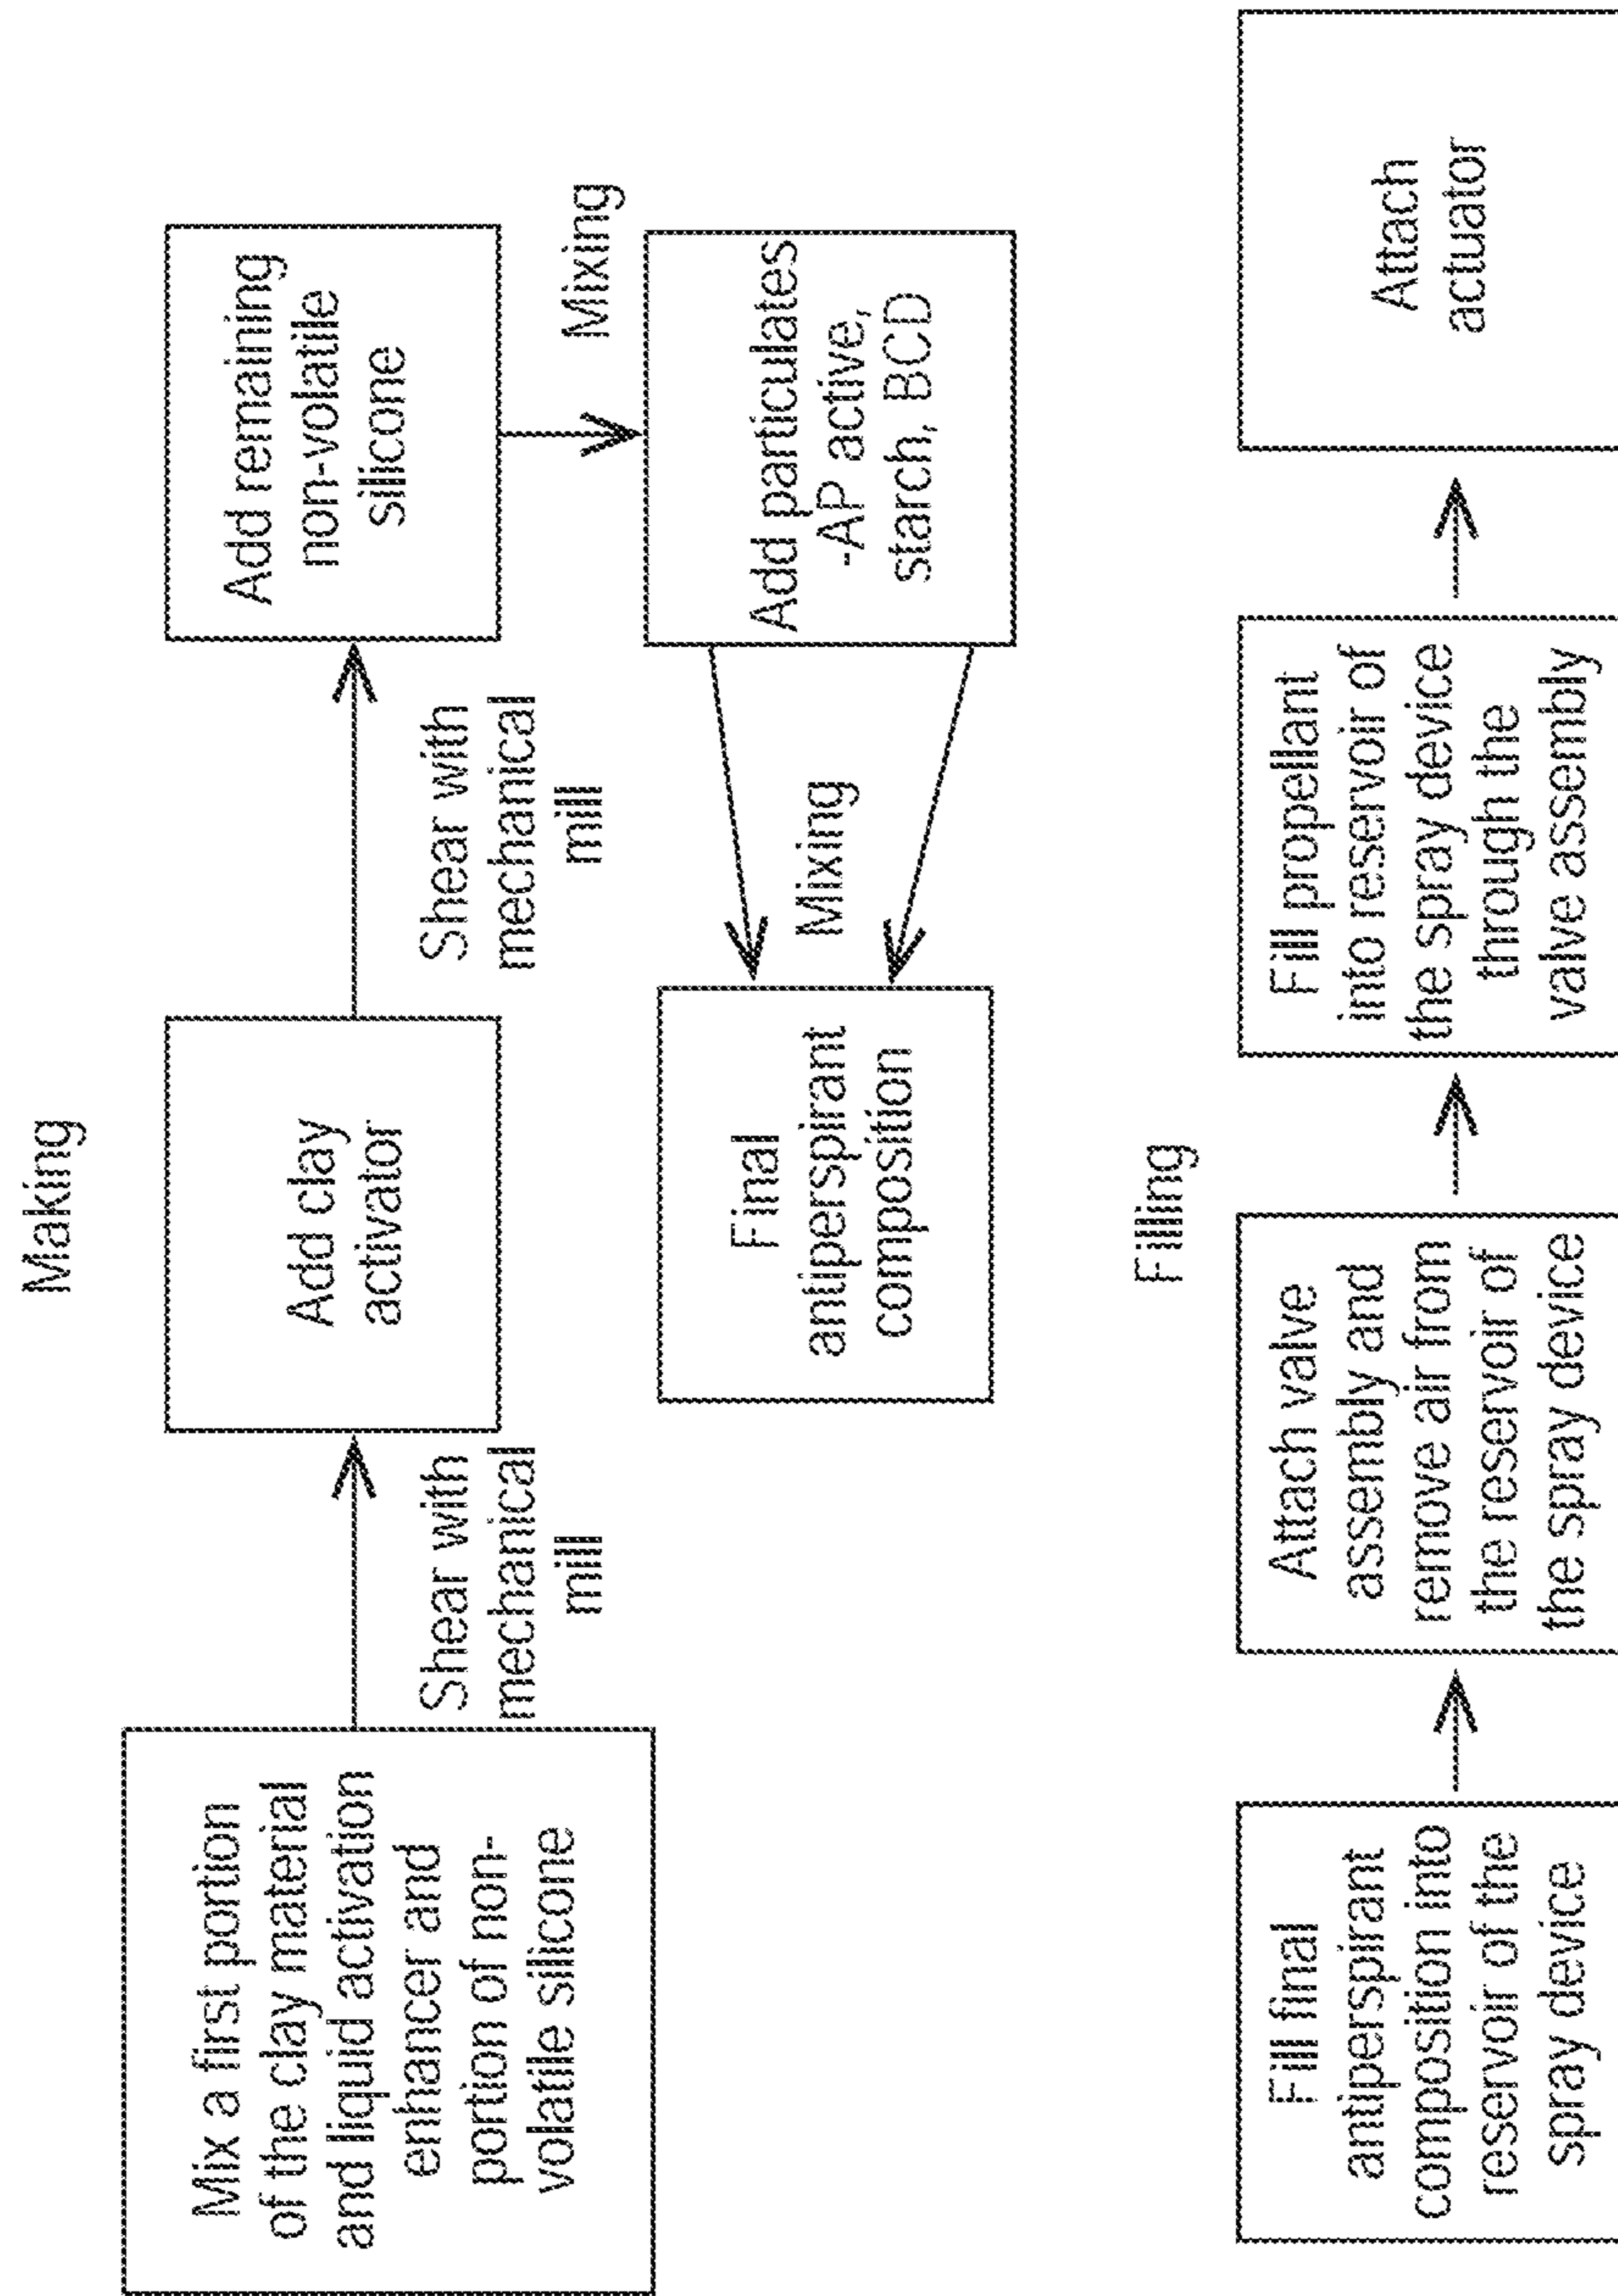 Making
Mix a first portion
of the clay material
and liquid activation
enhancer and
portion of non-
volatile silicone
Shear with
mechanical
mill
Add clay
activator
Shear with
mechanical
mill
Add remaining
non-volatile
silicone
Mixing
Add particulates
-AP active,
starch, BCD
Mixing
Final
antiperspirant
composition
Filling
Fill final
antipirspirant
composition into
reservoir of the
spray device
Attach valve
assembly and
remove air from
the reservoir of
the spray device
Fill propellant
into reservoir of
the spray device
through the
valve assembly
Attach
actuator